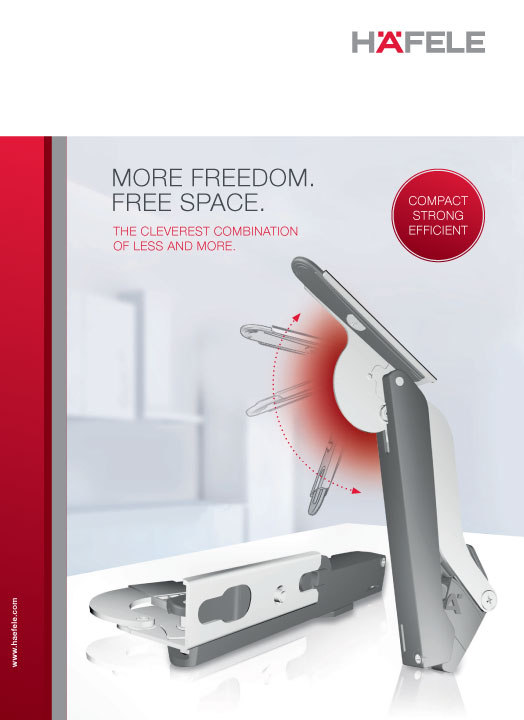 HÄFELE
MORE FREEDOM.
FREE SPACE.
THE CLEVEREST COMBINATION
OF LESS AND MORE.
COMPACT
STRONG
EFFICIENT
www.haefele.com